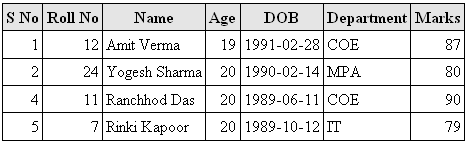 S No Roll No Name Age DOB Department Marks
1 12 Amit Verma 19 1991-02-28 COE 87
2 24 Yogesh Sharma 20 1990-02-14 MPA 80
4 11 Ranchhod Das 20 1989-06-11 COE 90
5 7 Rinki Kapoor 20 1989-10-12 IT 79